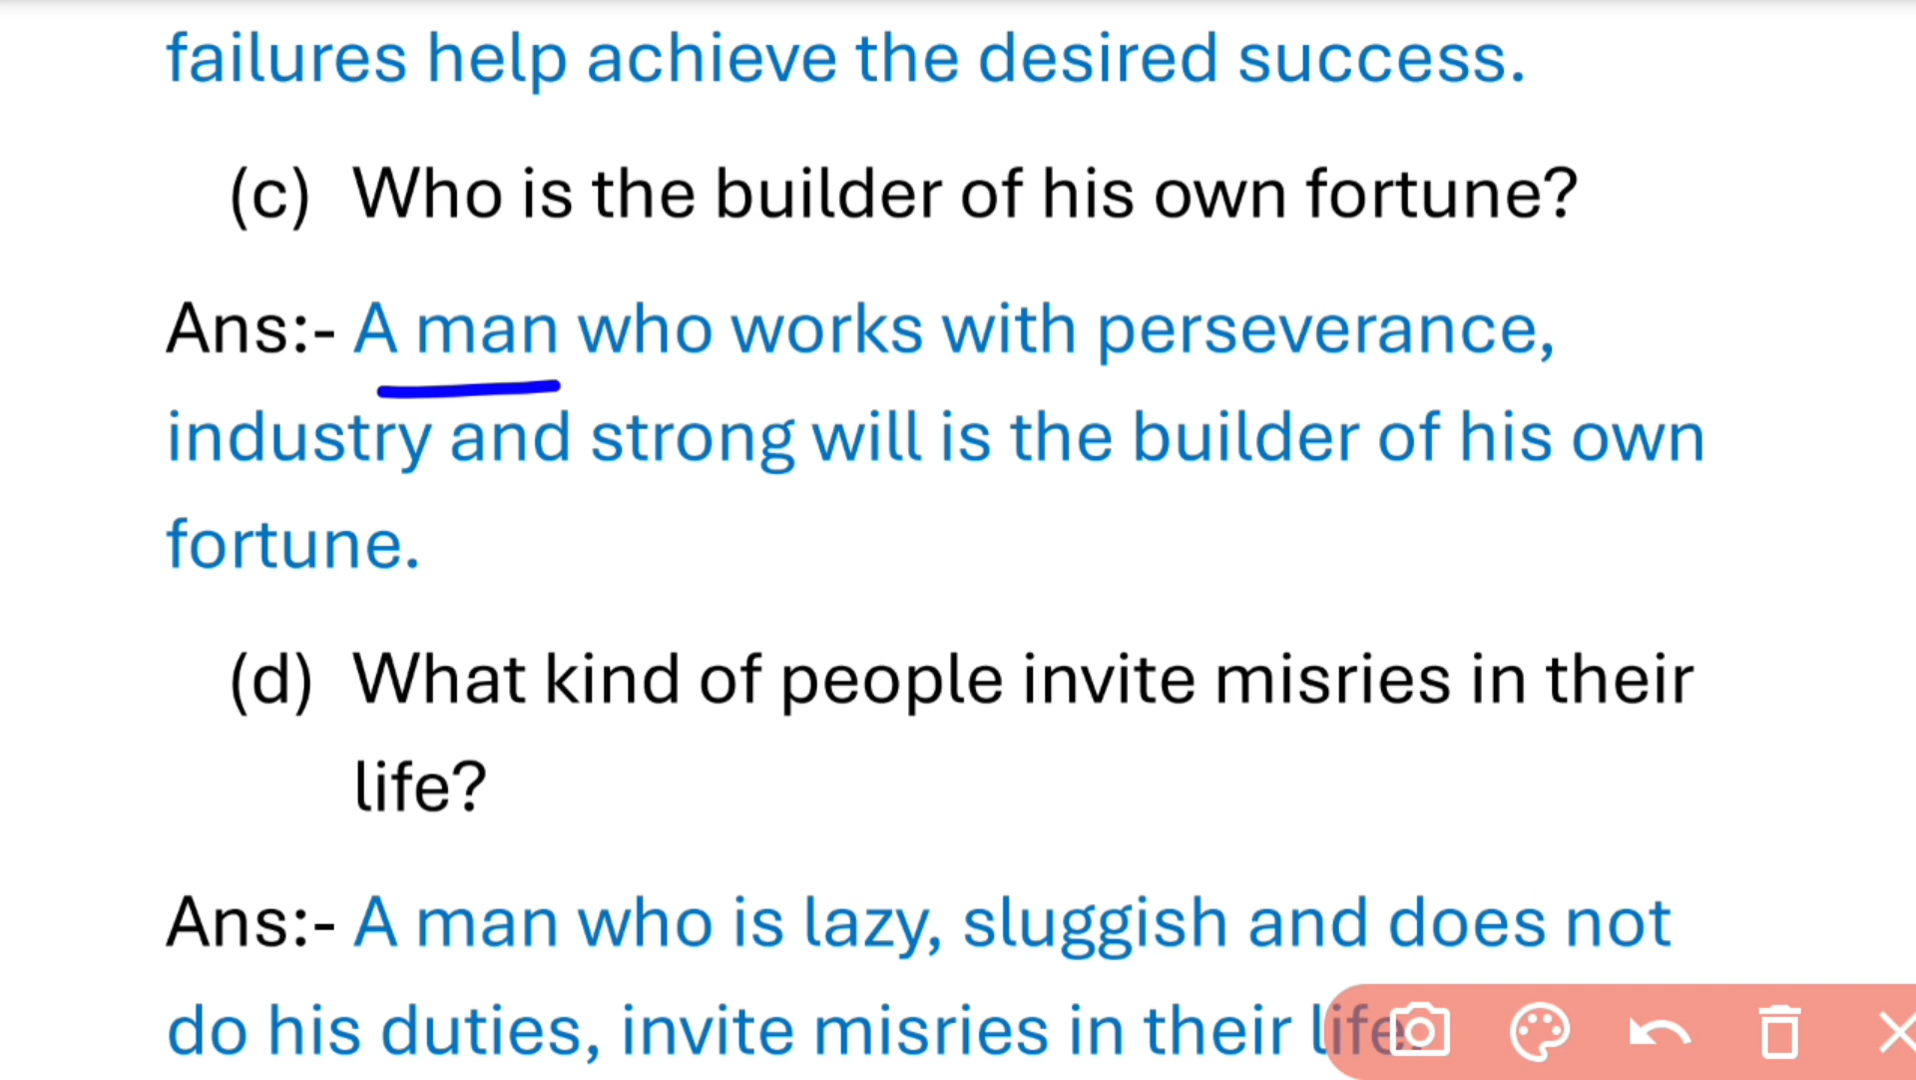 failures help achieve the desired success.
(c) Who is the builder of his own fortune?
Ans:- A man who works with perseverance,
industry and strong will is the builder of his own
fortune.
(d) What kind of people invite misries in their
life?
Ans:- A man who is lazy, sluggish and does not
do his duties, invite misries in their life.